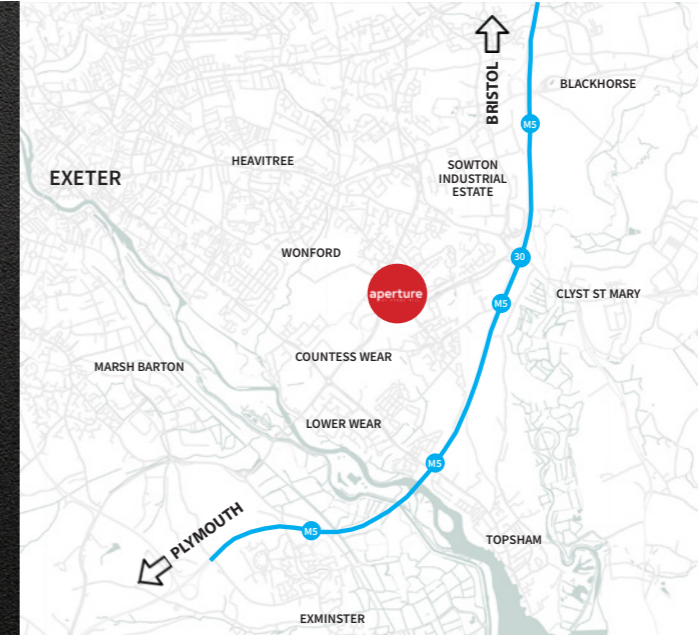 BRISTOL
BLACKHORSE
M5
HEAVITREE
SOWTON
INDUSTRIAL
ESTATE
EXETER
WONFORD
30
aperture
CLYST ST MARY
M5
COUNTESS WEAR
MARSH BARTON
LOWER WEAR
M5
PLYMOUTH
M5
TOPSHAM
EXMINSTER